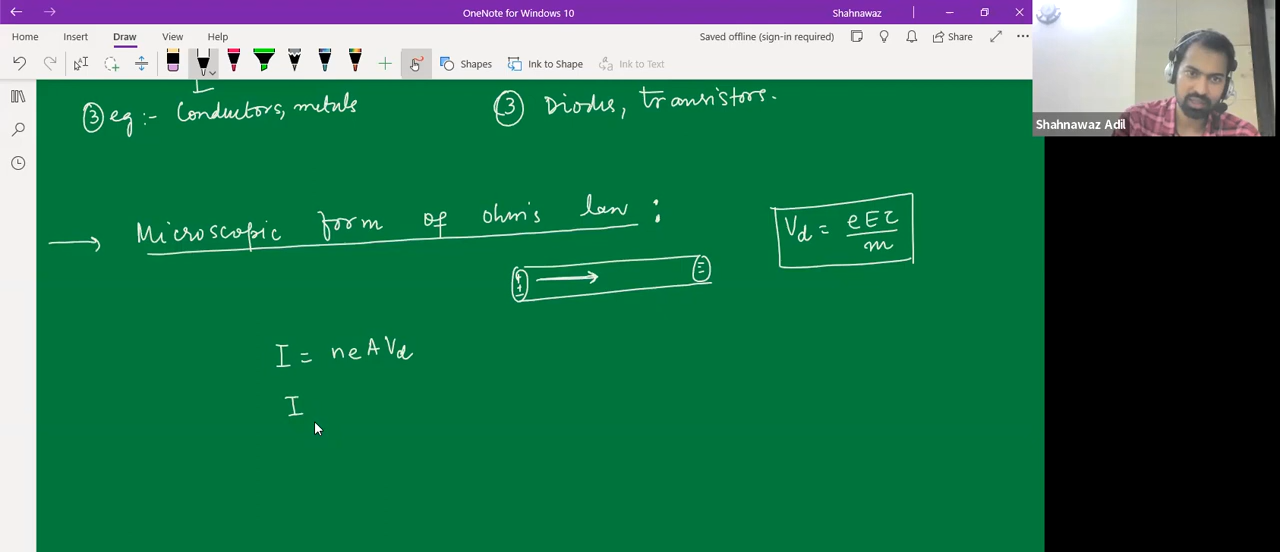 OneNote for Windows 10
Shahnawaz
Home Insert Draw View Help
Saved offline (sign-in required) Share
Shapes Ink to Shape Ink to Text
I
③ eg :- Conductors, metals
③ Diodes, transistors.
Shahnawaz Adil
→ Microscopic form of ohm's law :
Vd = eEτ/m
I = neAVd
I